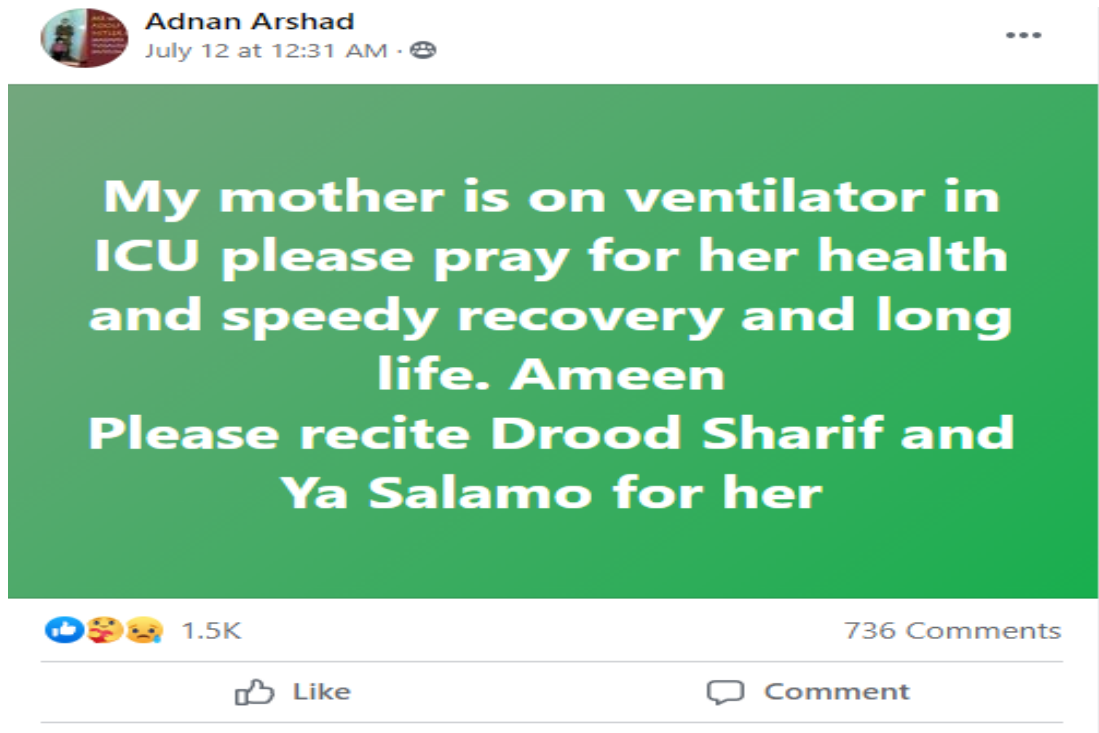 Adnan Arshad
July 12 at 12:31 AM ·
My mother is on ventilator in
ICU please pray for her health
and speedy recovery and long
life. Ameen
Please recite Drood Sharif and
Ya Salamo for her
1.5K
736 Comments
Like
Comment